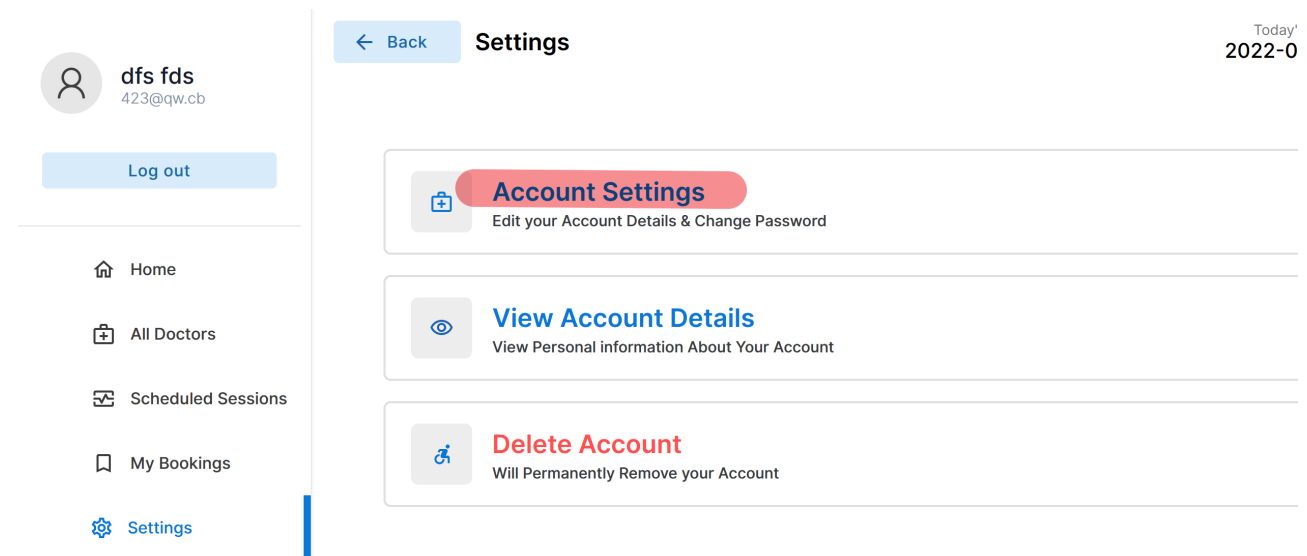 dfs fds
423@qw.cb
Log out
Home
All Doctors
Scheduled Sessions
My Bookings
Settings
Back
Settings
Today'
2022-0
Account Settings
Edit your Account Details & Change Password
View Account Details
View Personal information About Your Account
Delete Account
Will Permanently Remove your Account